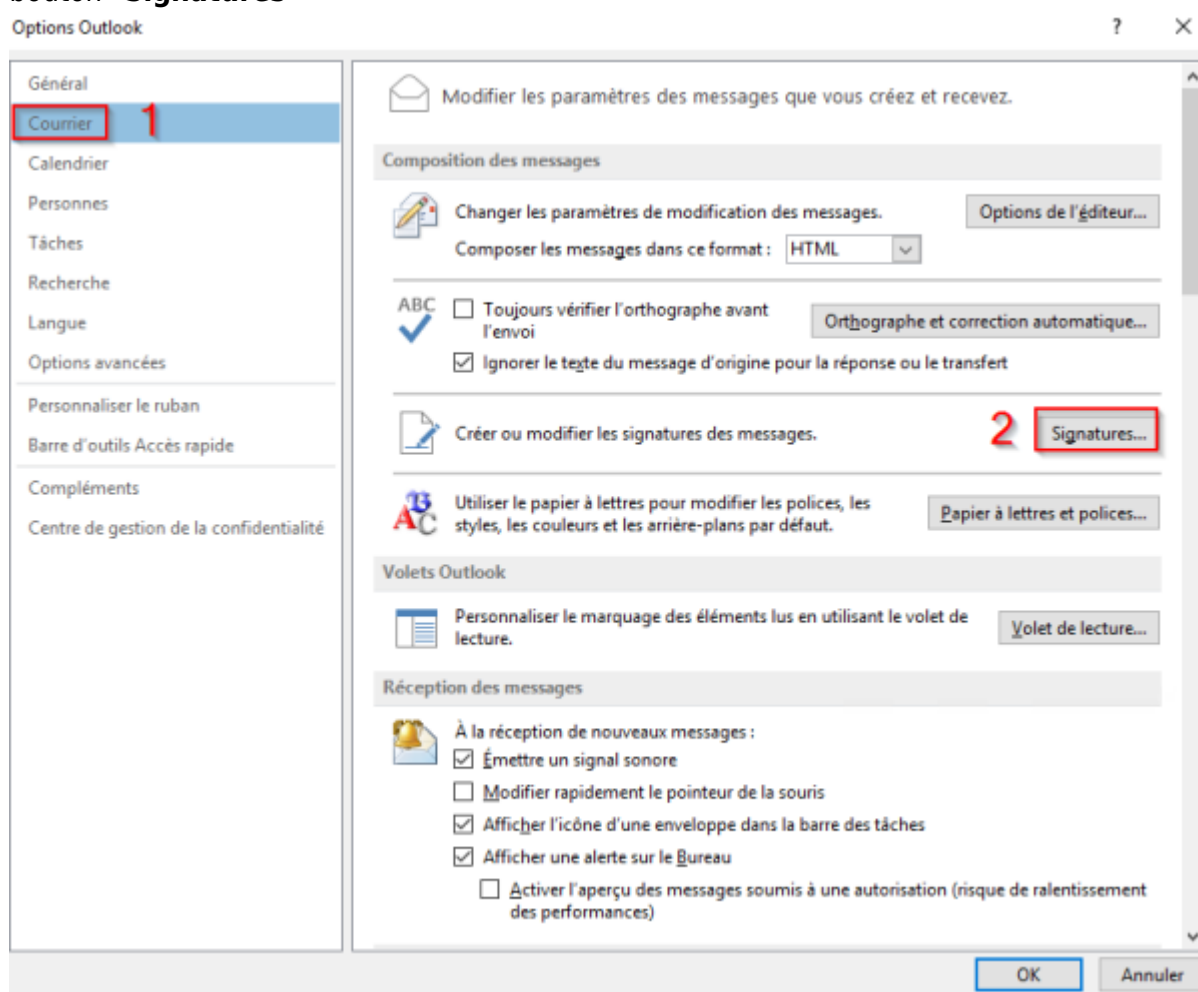 bouton "Signatures"
Options Outlook
?
Général
Courrier
1
Calendrier
Personnes
Tâches
Recherche
Langue
Options avancées
Personnaliser le ruban
Barre d'outils Accès rapide
Compléments
Centre de gestion de la confidentialité
Modifier les paramètres des messages que vous créez et recevez.
Composition des messages
Changer les paramètres de modification des messages.
Options de l'éditeur...
Composer les messages dans ce format :
HTML
ABC
Toujours vérifier l'orthographe avant
l'envoi
Orthographe et correction automatique...
Ignorer le texte du message d'origine pour la réponse ou le transfert
Créer ou modifier les signatures des messages.
2
Signatures...
Utiliser le papier à lettres pour modifier les polices, les
styles, les couleurs et les arrière-plans par défaut.
Papier à lettres et polices...
Volets Outlook
Personnaliser le marquage des éléments lus en utilisant le volet de
lecture.
Volet de lecture...
Réception des messages
À la réception de nouveaux messages :
Émettre un signal sonore
Modifier rapidement le pointeur de la souris
Afficher l'icône d'une enveloppe dans la barre des tâches
Afficher une alerte sur le Bureau
Activer l'aperçu des messages soumis à une autorisation (risque de ralentissement
des performances)
OK
Annuler